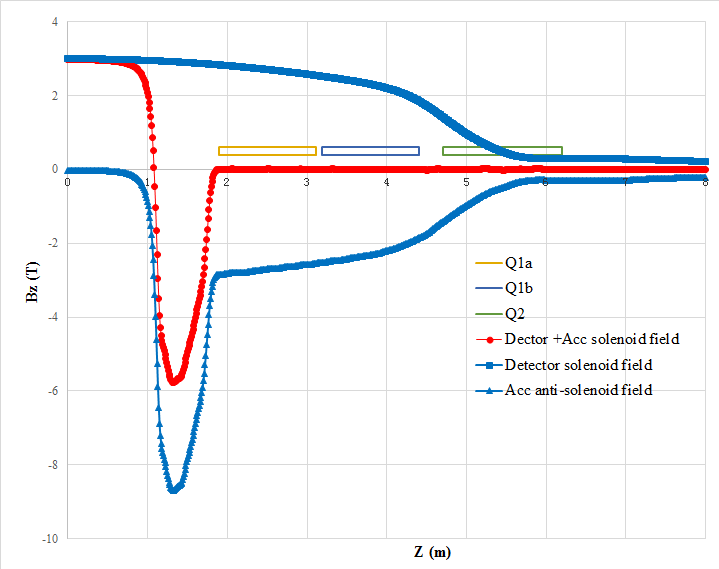 4
2
0
0
1
2
3
4
5
6
7
8
-2
-4
-6
-8
-10
Bz (T)
Z (m)
Q1a
Q1b
Q2
Dector +Acc solenoid field
Detector solenoid field
Acc anti-solenoid field